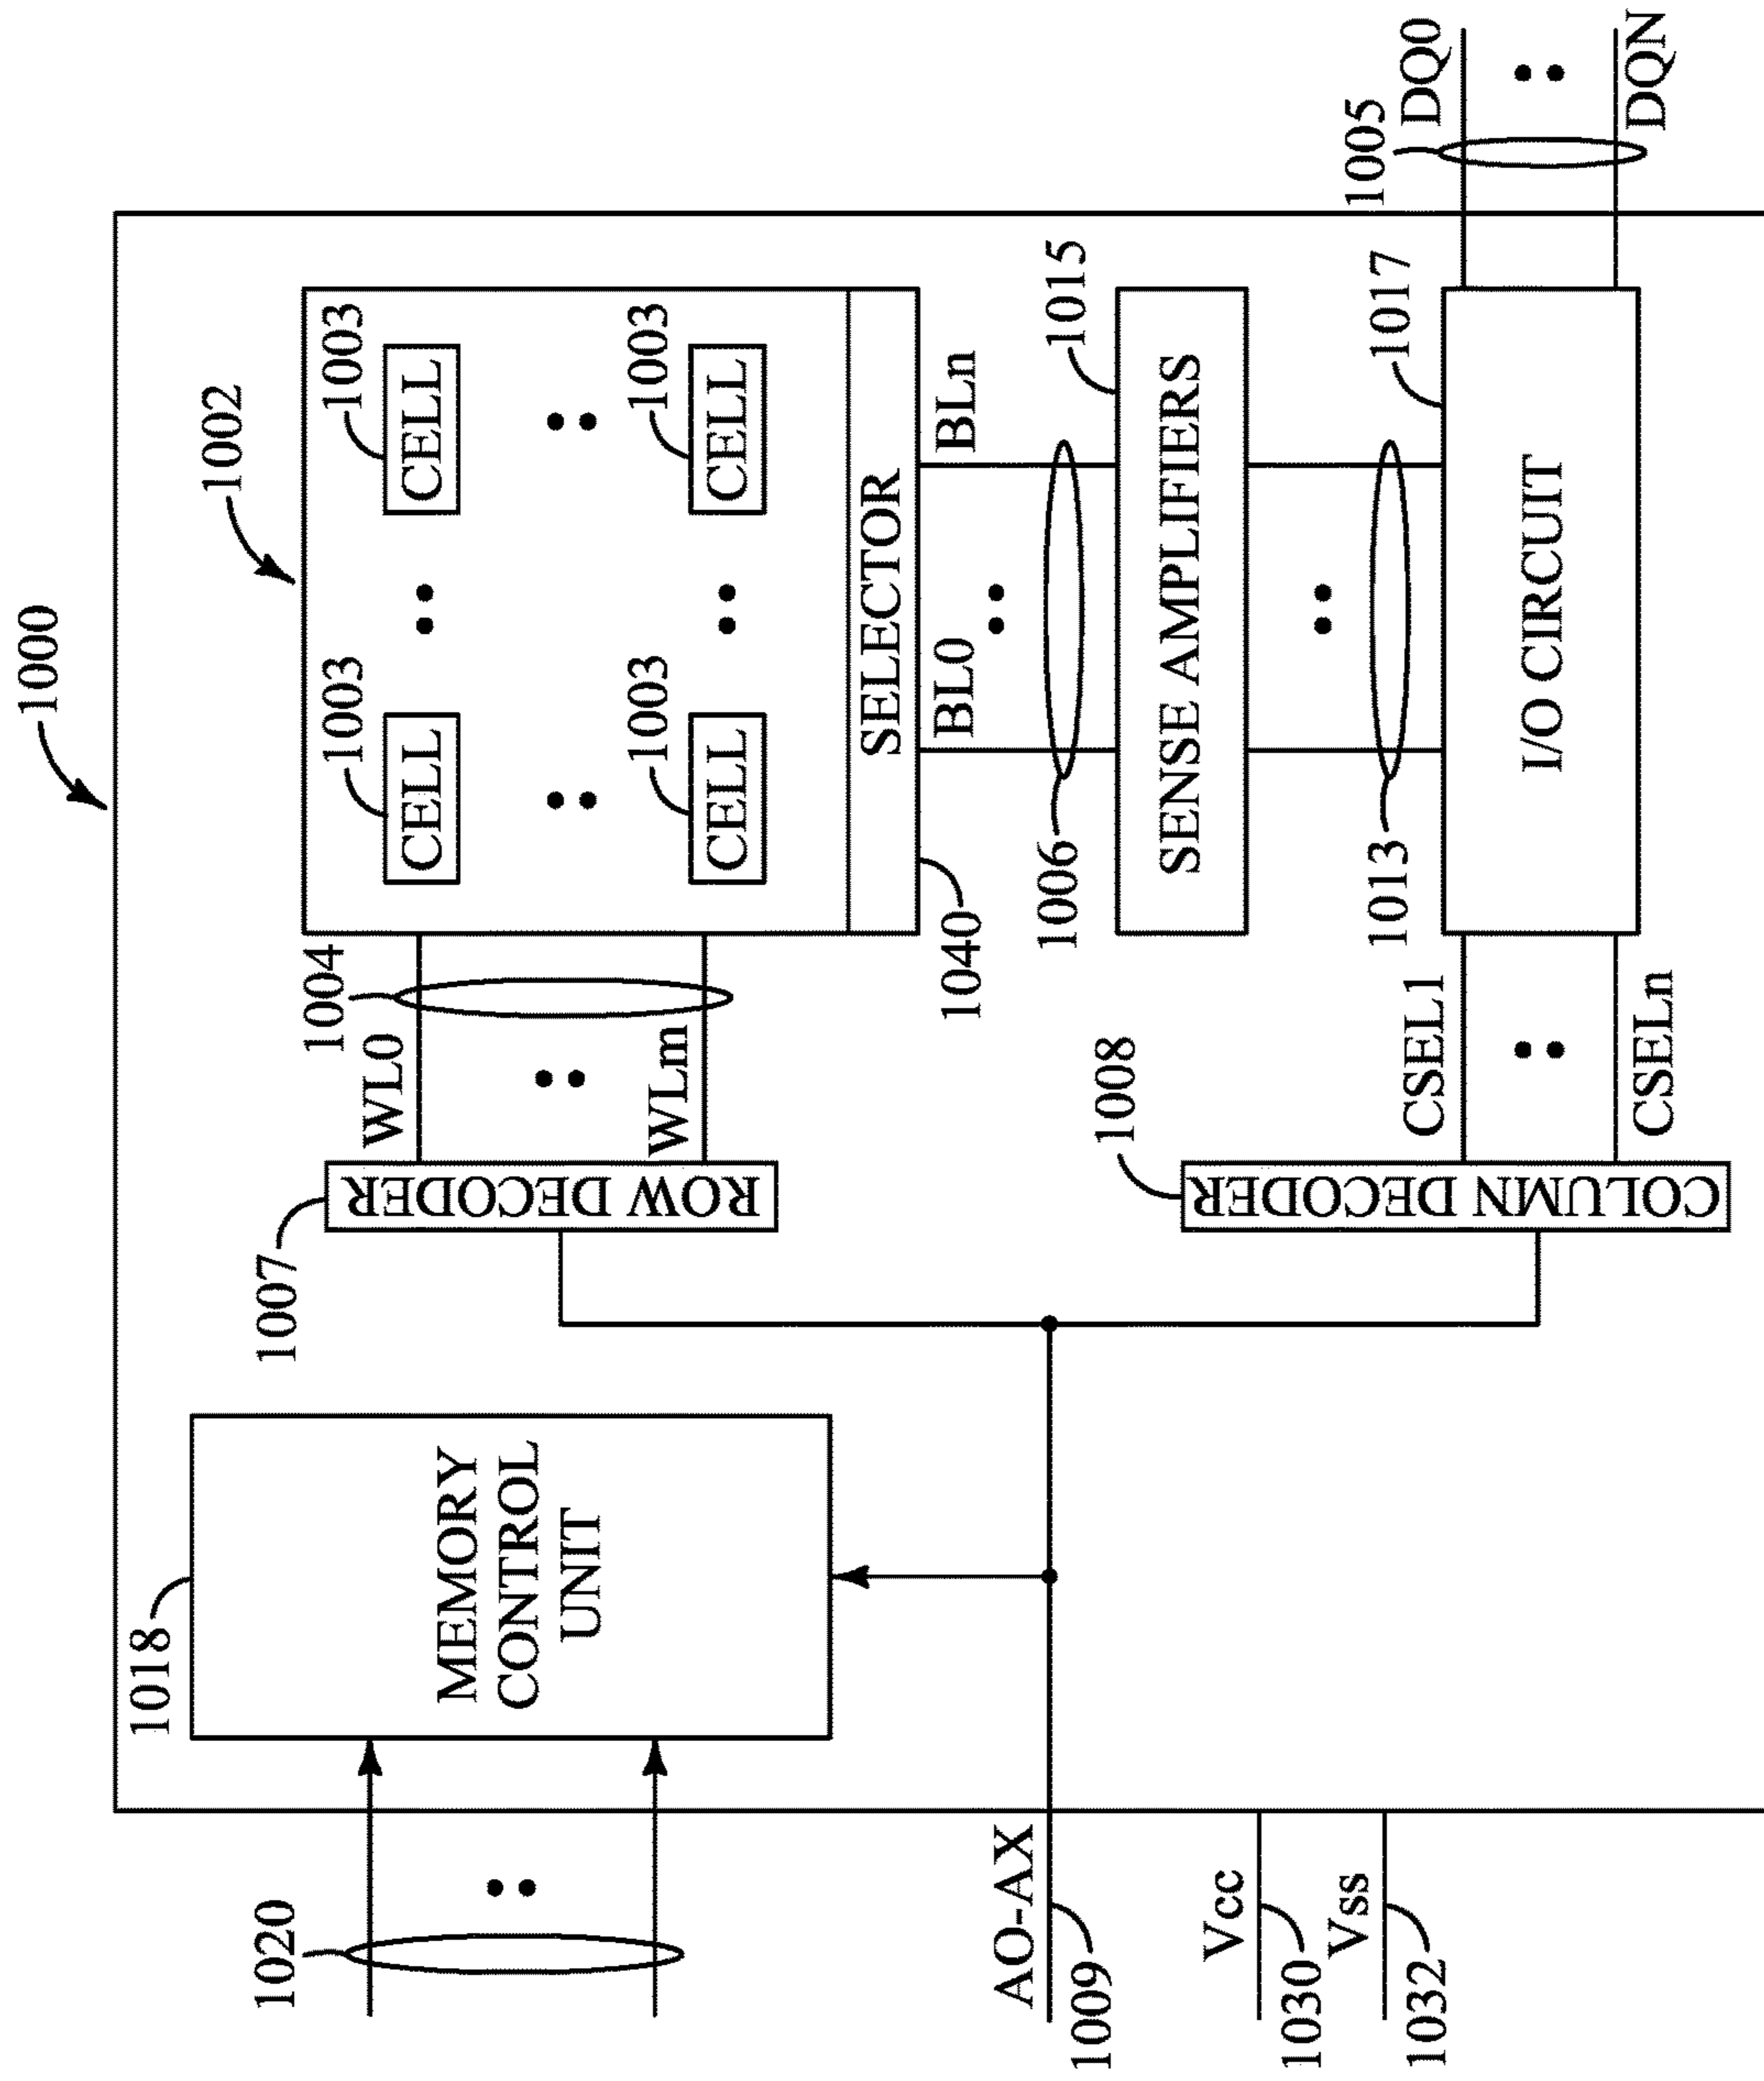 1000
1002
1020
1018
MEMORY
CONTROL
UNIT
1007
ROW DECODER
WL0
1004
WLm
1003
CELL
1003
CELL
1003
CELL
1003
CELL
SELECTOR
1040
BL0
BLn
1006
1015
SENSE AMPLIFIERS
AO-AX
1009
1008
COLUMN DECODER
1013
1017
CSEL1
CSELn
I/O CIRCUIT
1005
DQ0
DQN
Vcc
1030
Vss
1032